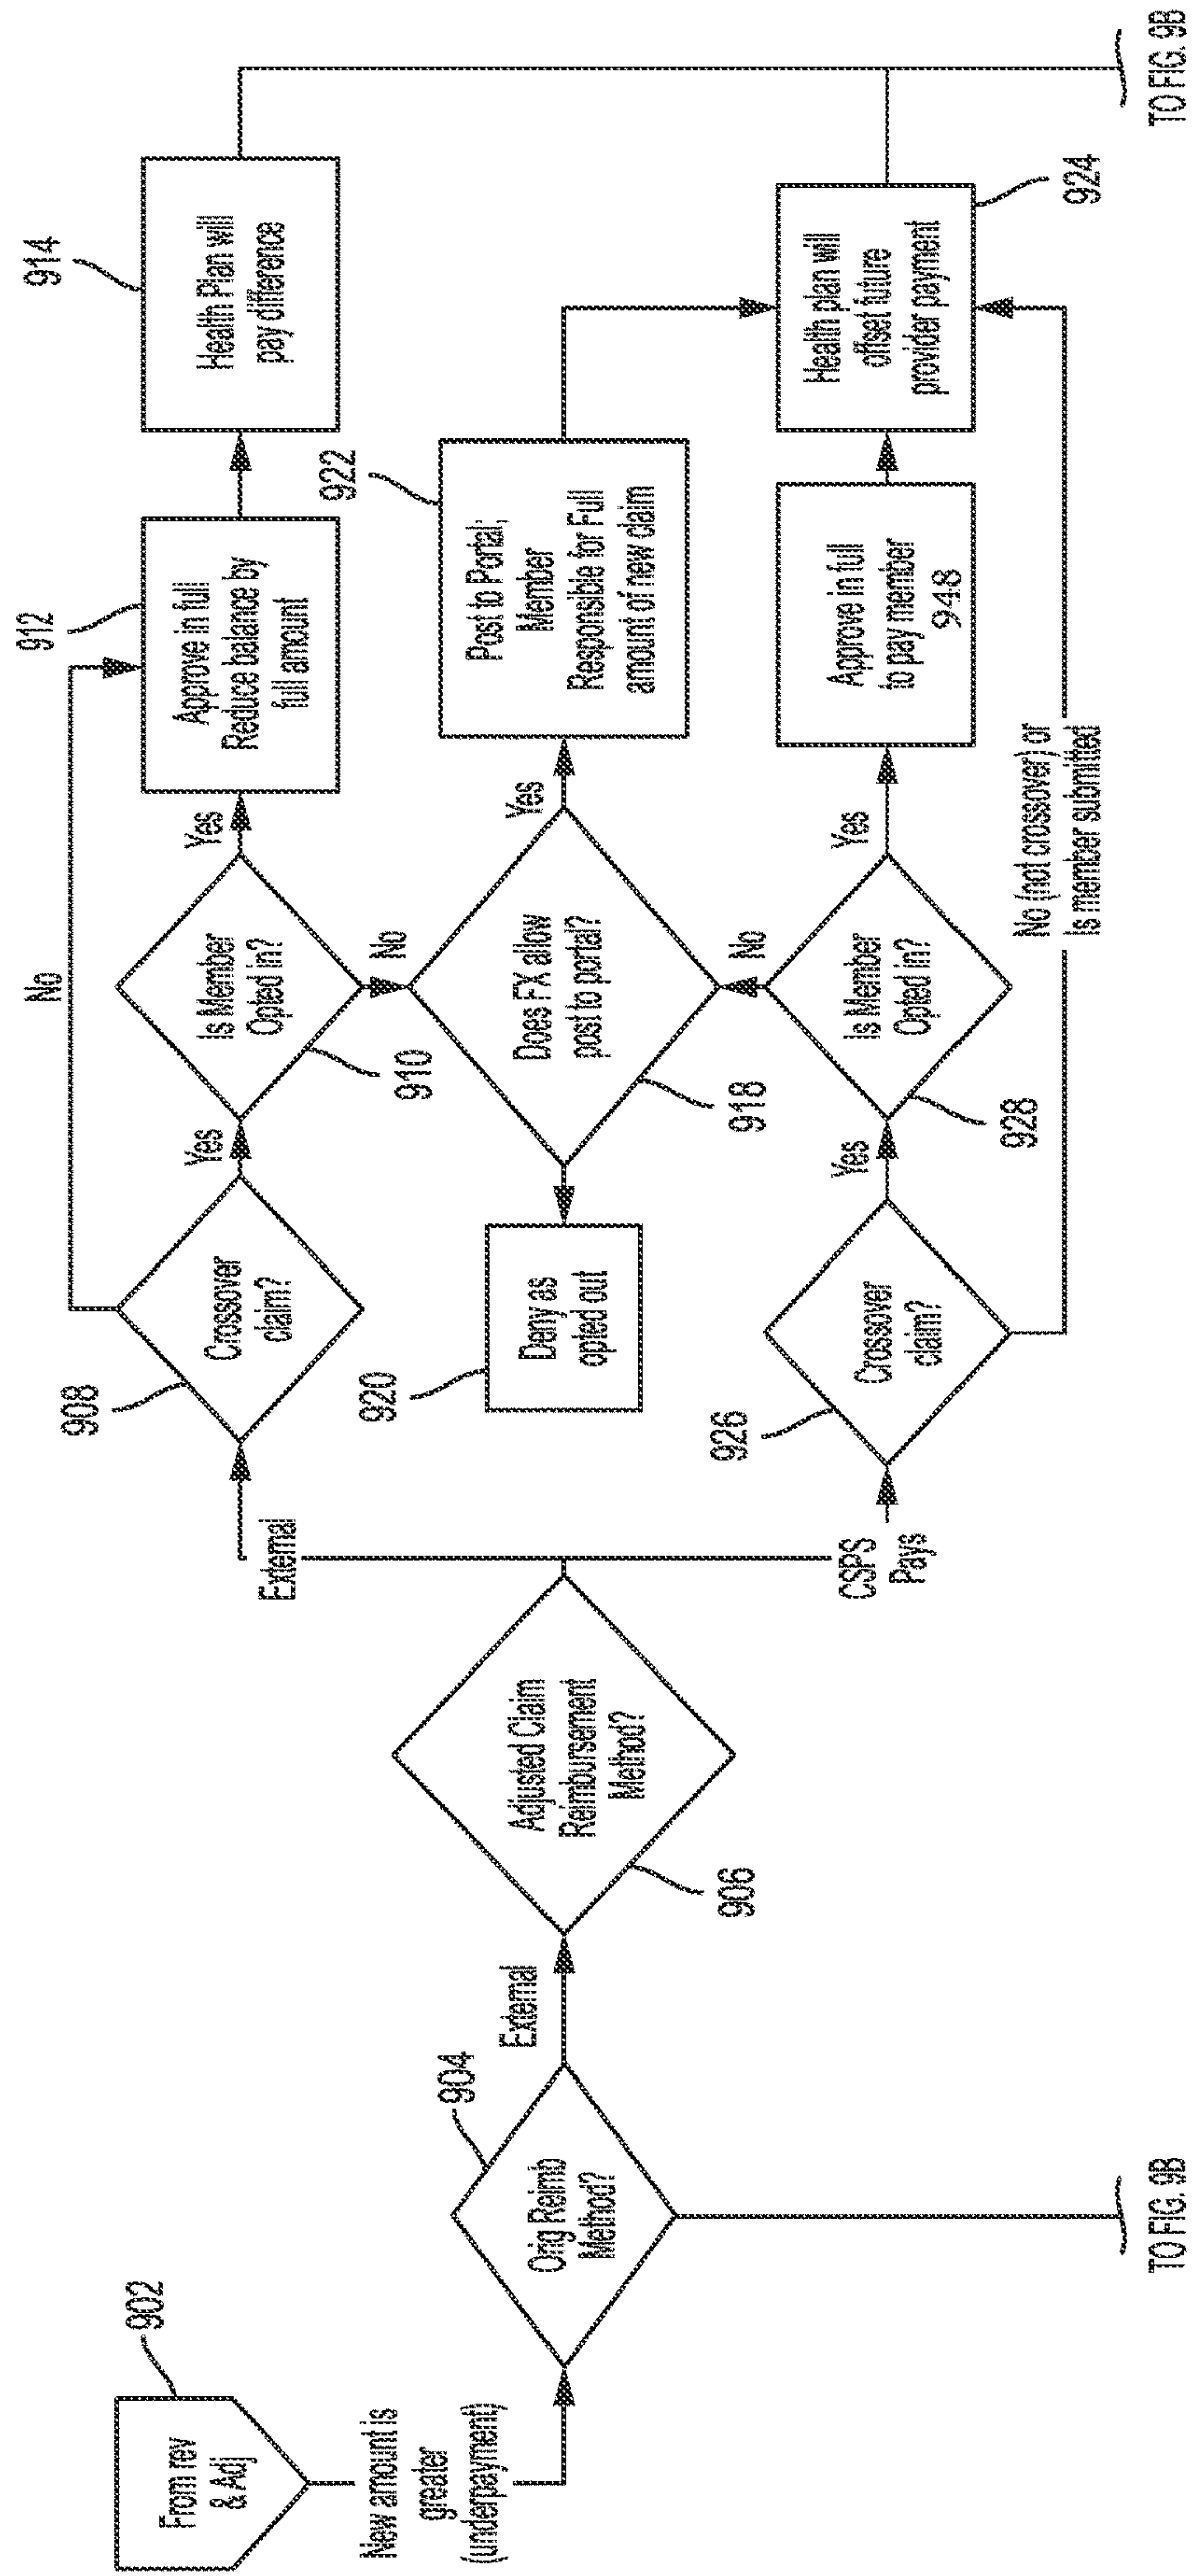 902
From rev
& Adj
New amount is
greater
(underpayment)
904
Orig Reimb
Method?
External
TO FIG. 9B
906
Adjusted Claim
Reimbursement
Method?
External
CSPS
Pays
908
Crossover
claim?
No
Yes
910
Is Member
Opted in?
Yes
No
912
Approve in full
Reduce balance by
full amount
914
Health Plan will
pay difference
918
Does FX allow
post to portal?
Yes
920
Deny as
opted out
922
Post to Portal;
Member
Responsible for Full
amount of new claim
926
Crossover
claim?
Yes
No (not crossover) or
Is member submitted
928
Is Member
Opted in?
No
Yes
Approve in full
to pay member
948
924
Health plan will
offset future
provider payment
TO FIG. 9B